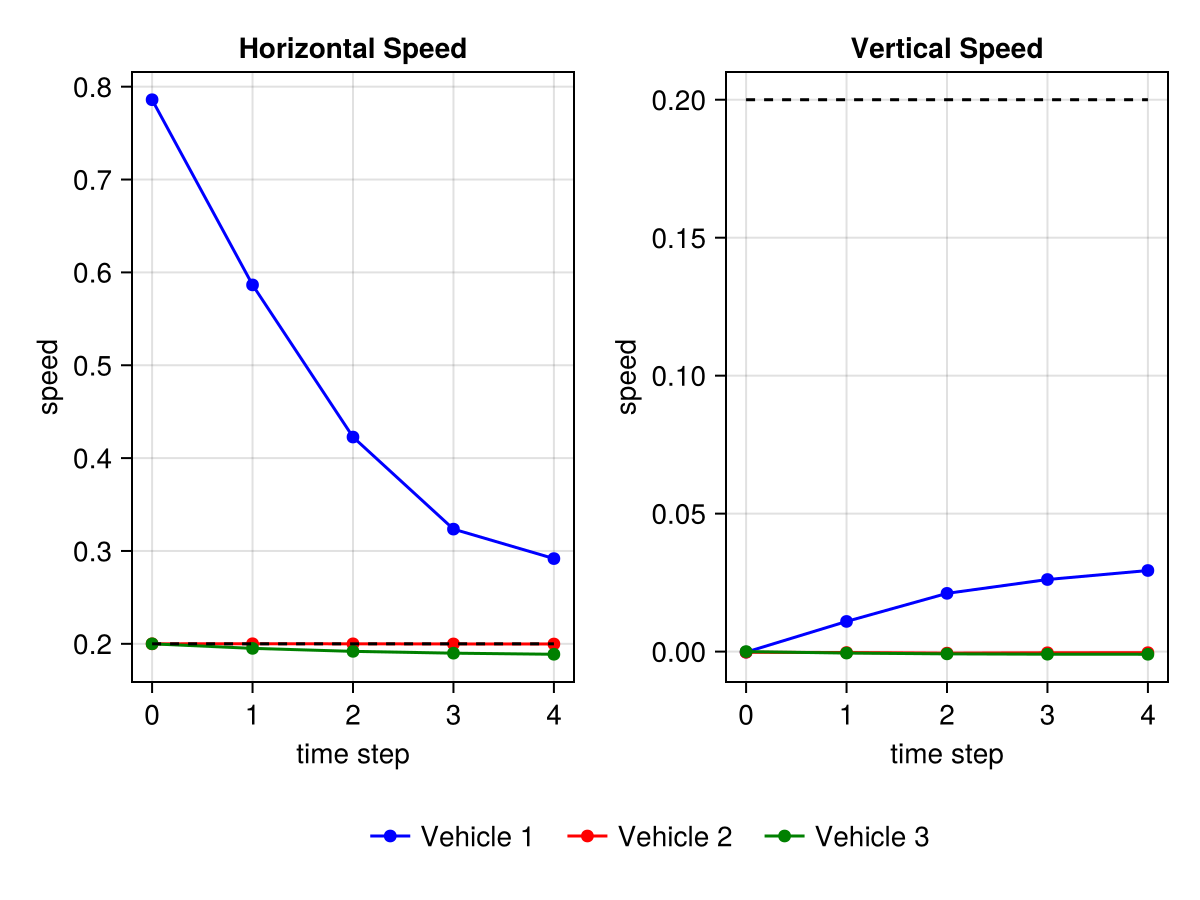 Horizontal Speed
0.8
0.7
0.6
0.5
0.4
0.3
0.2
speed
0 1 2 3 4
time step
Vertical Speed
0.20
0.15
0.10
0.05
0.00
speed
0 1 2 3 4
time step
Vehicle 1 Vehicle 2 Vehicle 3